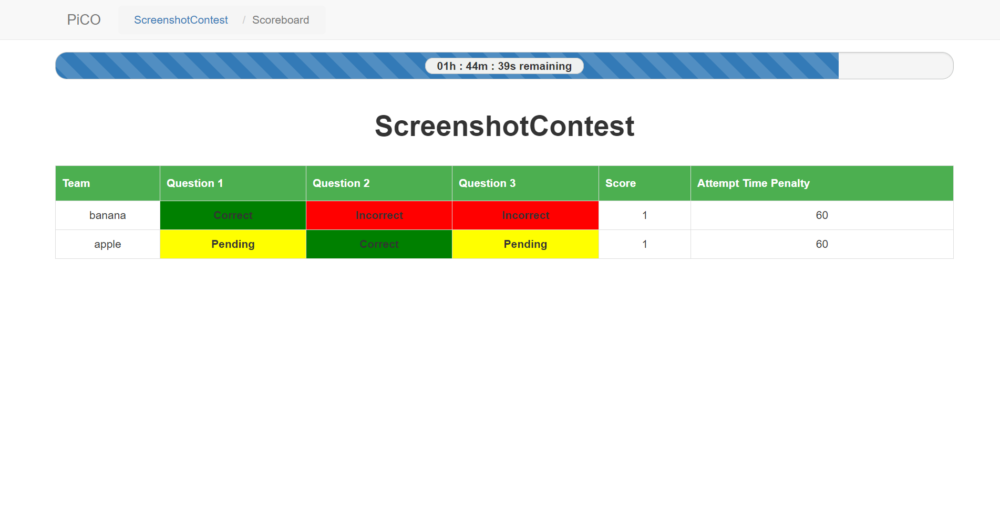 PiCO ScreenshotContest / Scoreboard
01h : 44m : 39s remaining
ScreenshotContest
Team Question 1 Question 2 Question 3 Score Attempt Time Penalty
banana Correct Incorrect Incorrect 1 60
apple Pending Correct Pending 1 60